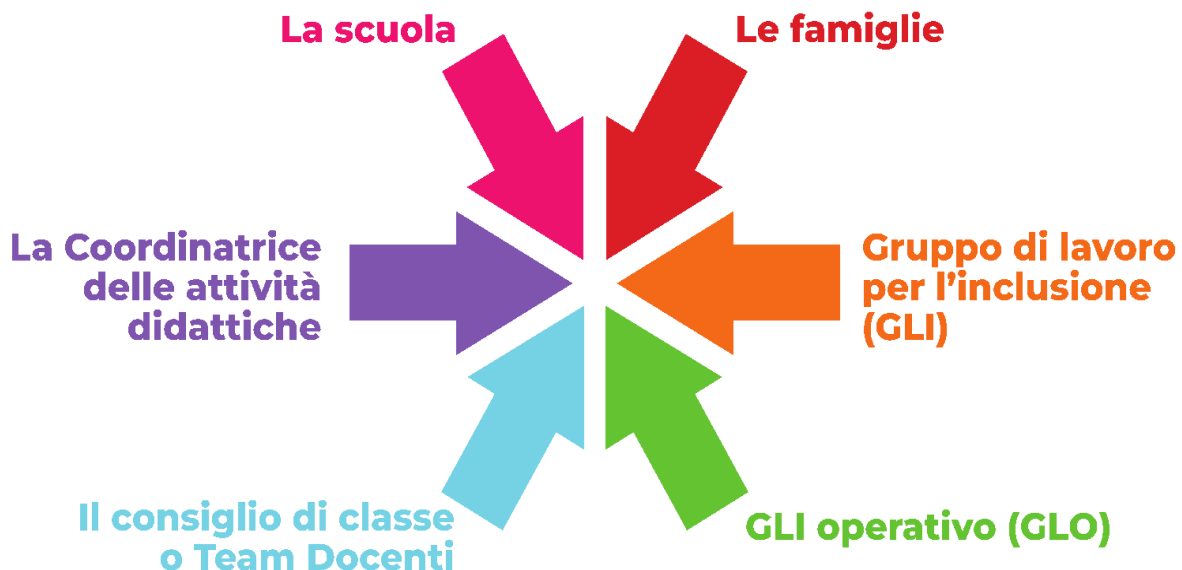 La scuola
Le famiglie
La Coordinatrice
delle attività
didattiche
Gruppo di lavoro
per l'inclusione
(GLI)
Il consiglio di classe
o Team Docenti
GLI operativo (GLO)